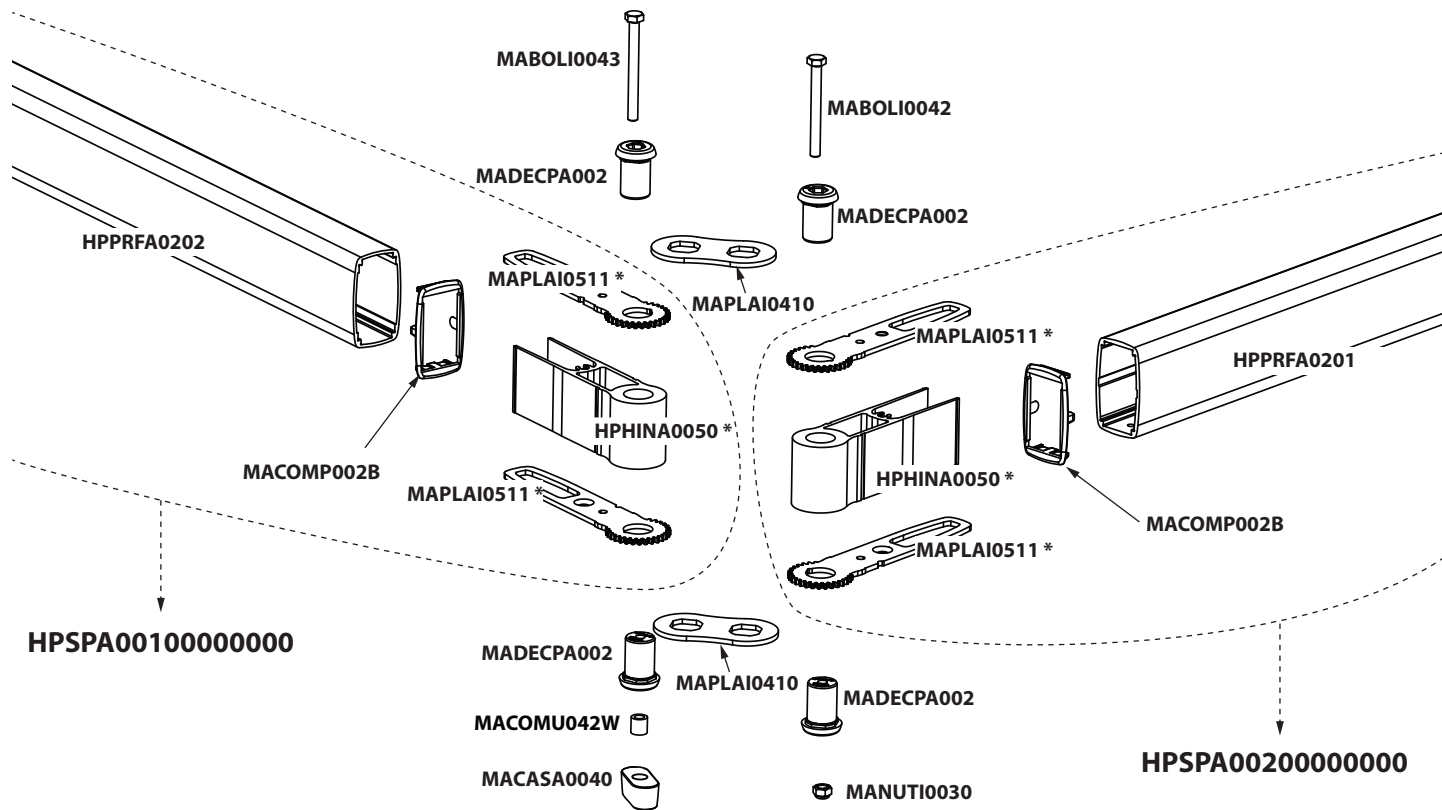 MABOLI0043
MABOLI0042
MADECPA002
MADECPA002
HPPRFA0202
MAPLAI0511 *
MAPLAI0410
MAPLAI0511 *
HPPRFA0201
HPHINA0050 *
MACOMP002B
MAPLAI0511 *
HPHINA0050 *
MACOMP002B
MAPLAI0511 *
HPSPA00100000000
MADECPA002
MAPLAI0410
MADECPA002
MACOMU042W
HPSPA00200000000
MACASA0040
MANUTI0030